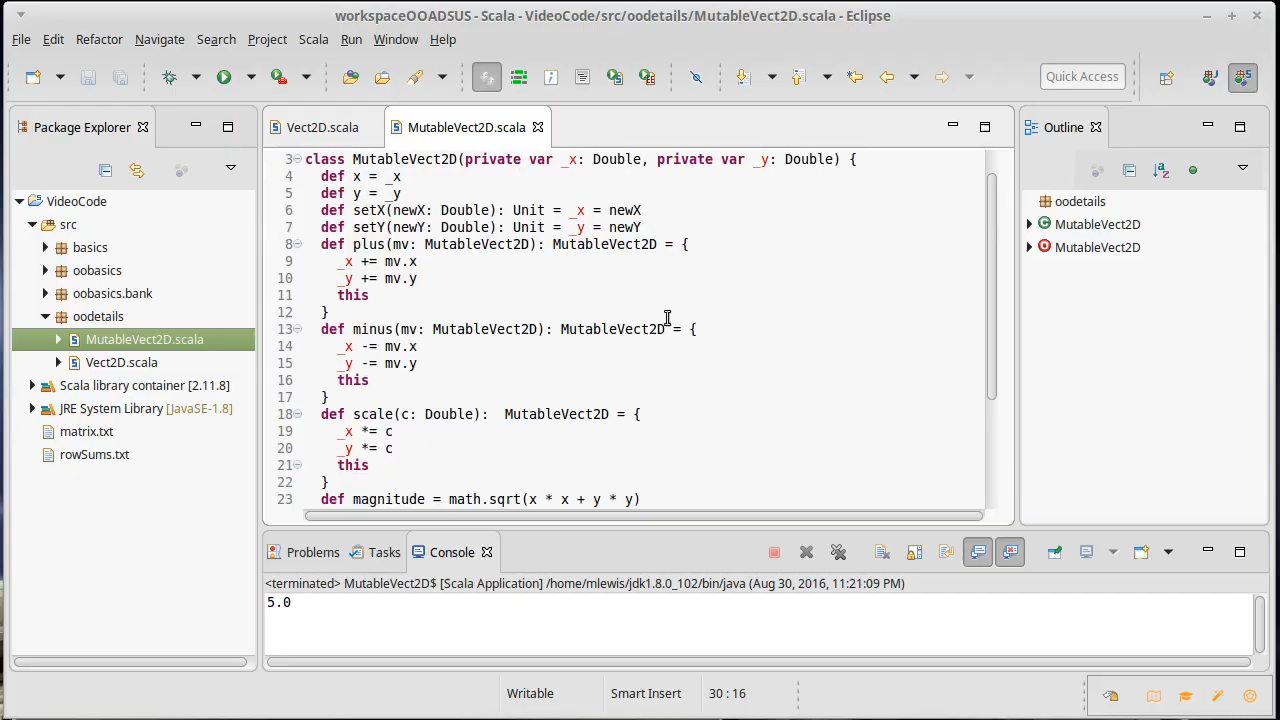 workspaceOOADSUS - Scala - VideoCode/src/oodetails/MutableVect2D.scala - Eclipse
File Edit Refactor Navigate Search Project Scala Run Window Help
Quick Access
Package Explorer
Vect2D.scala
MutableVect2D.scala
Outline
VideoCode
src
basics
oobasics
oobasics.bank
oodetails
MutableVect2D.scala
Vect2D.scala
Scala library container [2.11.8]
JRE System Library [JavaSE-1.8]
matrix.txt
rowSums.txt
3 class MutableVect2D(private var _x: Double, private var _y: Double) {
4 def x = _x
5 def y = _y
6 def setX(newX: Double): Unit = _x = newX
7 def setY(newY: Double): Unit = _y = newY
8 def plus(mv: MutableVect2D): MutableVect2D = {
9 _x += mv.x
10 _y += mv.y
11 this
12 }
13 def minus(mv: MutableVect2D): MutableVect2D = {
14 _x -= mv.x
15 _y -= mv.y
16 this
17 }
18 def scale(c: Double):  MutableVect2D = {
19 _x *= c
20 _y *= c
21 this
22 }
23 def magnitude = math.sqrt(x * x + y * y)
oodetails
MutableVect2D
MutableVect2D
Problems Tasks Console
<terminated> MutableVect2D$ [Scala Application] /home/mlewis/jdk1.8.0_102/bin/java (Aug 30, 2016, 11:21:09 PM)
5.0
Writable Smart Insert 30 : 16